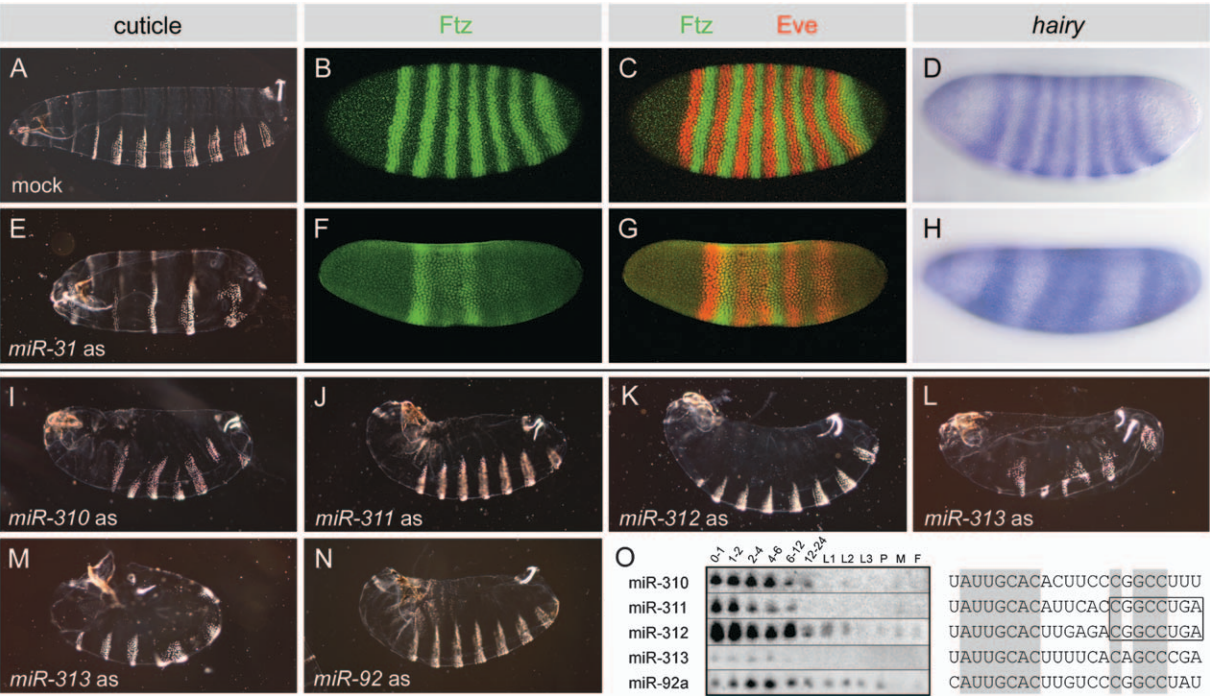 cuticle Ftz Ftz Eve hairy
A B C D
mock
E F G H
miR-31 as
I J K L
miR-310 as miR-311 as miR-312 as miR-313 as
M N O 0-1 1-2 2-4 4-6 6-12 12-24 L1 L2 L3 P M F
miR-310 UAUUGCACACUUCCCGGCCUUU
miR-311 UAUUGCACAUUCACCGGCCUGA
miR-312 UAUUGCACUUGAGACGGCCUGA
miR-313 UAUUGCACUUUUCACAGCCCGA
miR-92a CAUUGCACUUGUCCCGGCCUAU
miR-313 as miR-92 as